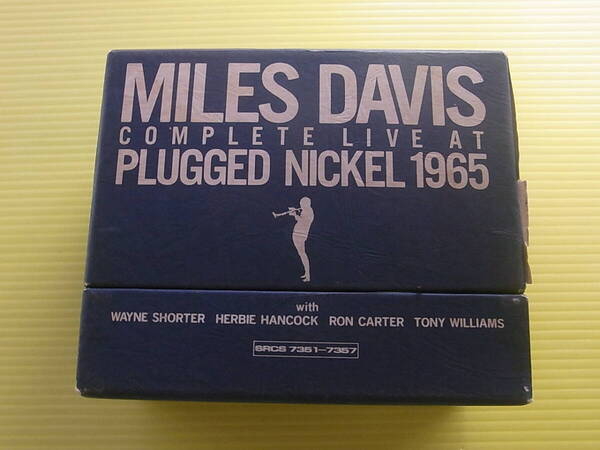 MILES DAVIS
COMPLETE LIVE AT
PLUGGED NICKEL 1965
with
WAYNE SHORTER HERBIE HANCOCK RON CARTER TONY WILLIAMS
SRCS 7351–7357